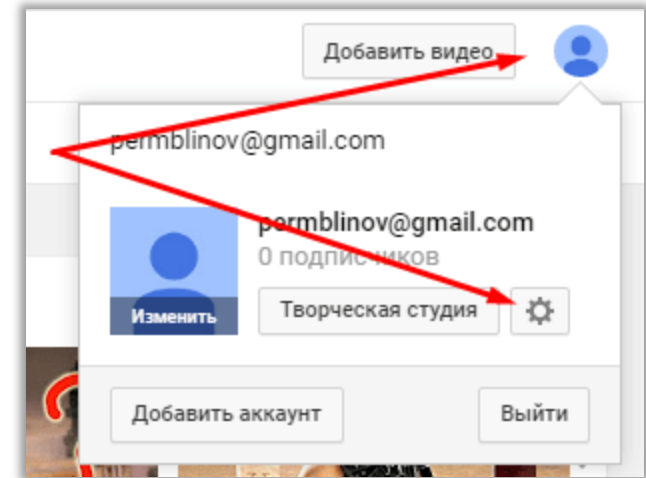 Добавить видео
permblinov@gmail.com
permblinov@gmail.com
0 подписчиков
Изменить
Творческая студия
Добавить аккаунт
Выйти